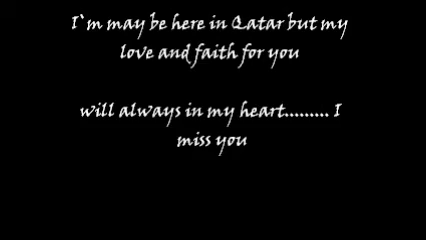 I`m may be here in Qatar but my
love and faith for you
will always in my heart......... I
miss you